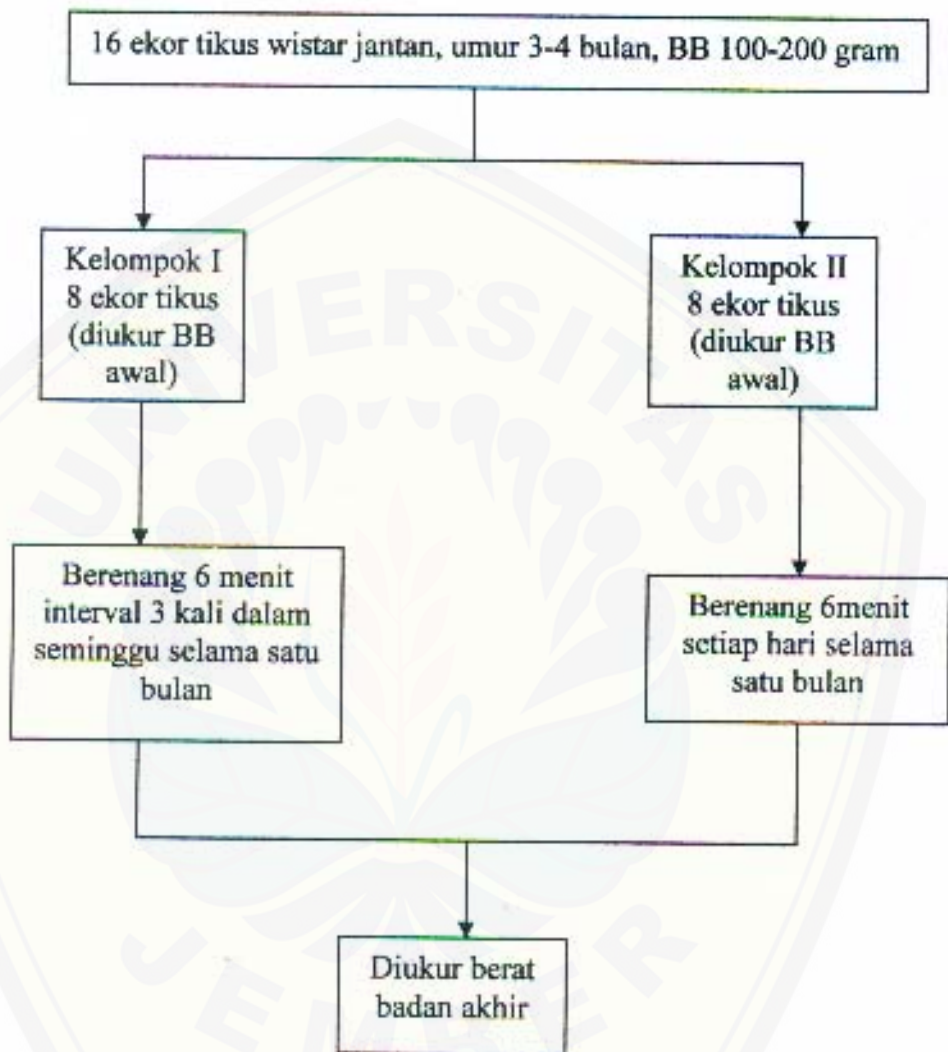 16 ekor tikus wistar jantan, umur 3-4 bulan, BB 100-200 gram
Kelompok I
8 ekor tikus
(diukur BB
awal)
Kelompok II
8 ekor tikus
(diukur BB
awal)
Berenang 6 menit
interval 3 kali dalam
seminggu selama satu
bulan
Berenang 6menit
setiap hari selama
satu bulan
Diukur berat
badan akhir
UNIVERSITAS
JEMBER